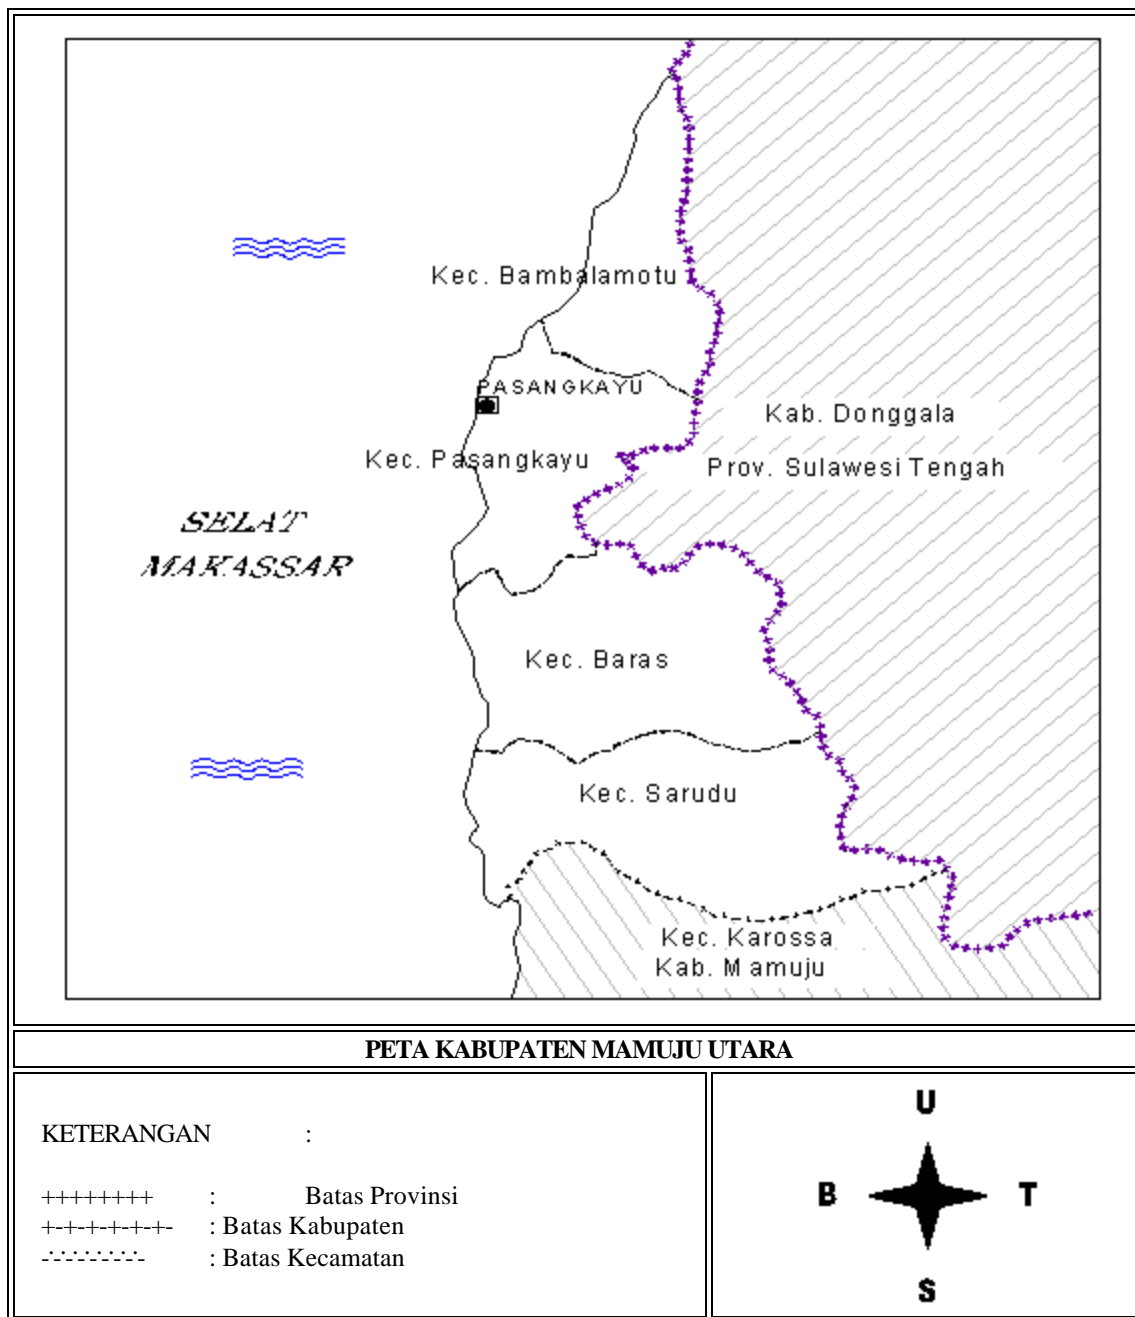 Kec. Bambalamotu
PASANGKAYU
Kab. Donggala
Kec. Pasangkayu
Prov. Sulawesi Tengah
SELAT
MAKASSAR
Kec. Baras
Kec. Sarudu
Kec. Karossa
Kab. Mamuju
PETA KABUPATEN MAMUJU UTARA
KETERANGAN :
++++++++ : Batas Provinsi
+-+-+-+-+-+- : Batas Kabupaten
-.-.-.-.-.-.-.-.- : Batas Kecamatan
U
B T
S